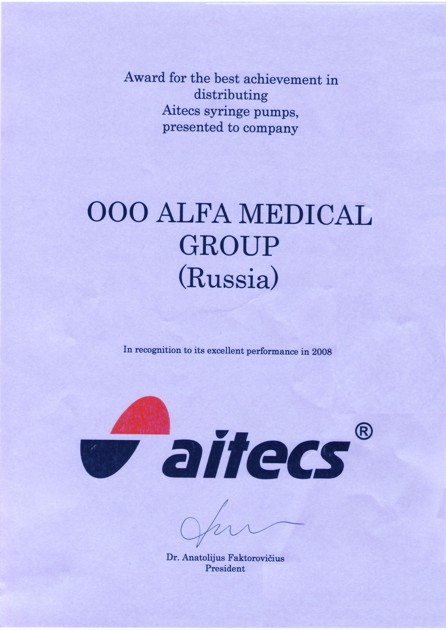 Award for the best achievement in
distributing
Aitecs syringe pumps,
presented to company
OOO ALFA MEDICAL
GROUP
(Russia)
In recognition to its excellent performance in 2008
aitecs®
Dr. Anatolijus Faktorovičius
President